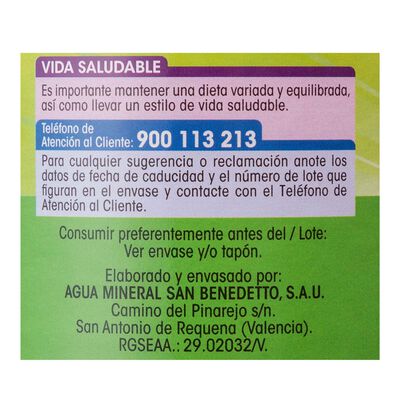 VIDA SALUDABLE
Es importante mantener una dieta variada y equilibrada,
así como llevar un estilo de vida saludable.
Teléfono de
Atención al Cliente: 900 113 213
Para cualquier sugerencia o reclamación anote los
datos de fecha de caducidad y el número de lote que
figuran en el envase y contacte con el Teléfono de
Atención al Cliente.
Consumir preferentemente antes del / Lote:
Ver envase y/o tapón.
Elaborado y envasado por:
AGUA MINERAL SAN BENEDETTO, S.A.U.
Camino del Pinarejo s/n.
San Antonio de Requena (Valencia).
RGSEAA.: 29.02032/V.